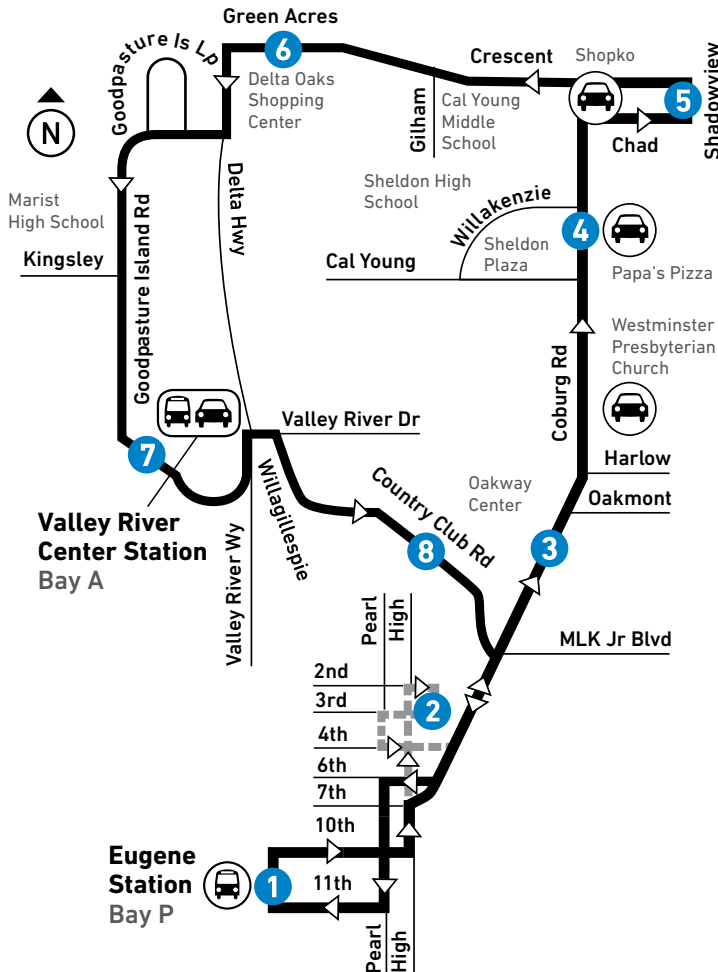 Green Acres
6
Goodpasture Is Lp
Delta Oaks
Shopping
Center
Crescent
Shopko
5
Shadowview
Chad
N
Gilham
Cal Young
Middle
School
Sheldon High
School
Willakenzie
4
Sheldon
Plaza
Cal Young
Papa's Pizza
Marist
High School
Kingsley
Goodpasture Island Rd
Delta Hwy
Westminster
Presbyterian
Church
Coburg Rd
Harlow
Oakmont
Oakway
Center
3
Valley River Dr
7
Willagillespie
Country Club Rd
8
Valley River
Center Station
Bay A
Valley River Wy
MLK Jr Blvd
Pearl
High
2nd
3rd
2
4th
6th
7th
10th
11th
Eugene
Station
Bay P
1
Pearl
High